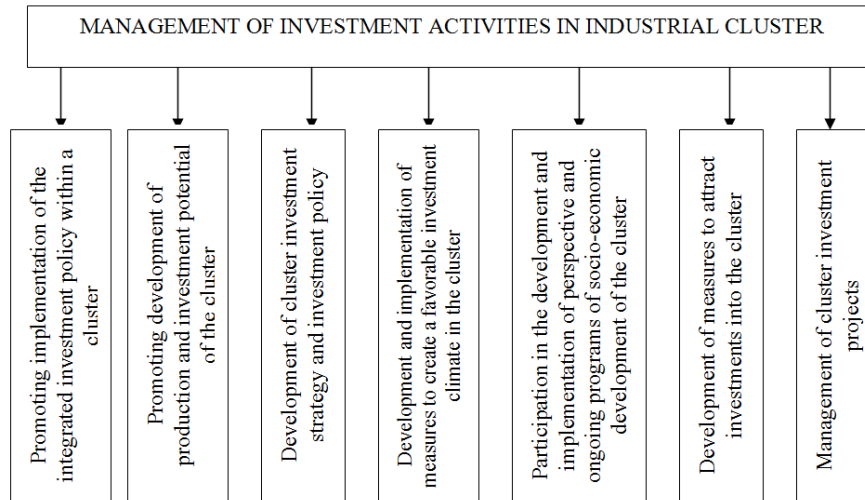 MANAGEMENT OF INVESTMENT ACTIVITIES IN INDUSTRIAL CLUSTER
Promoting implementation of the
integrated investment policy within a
cluster
Promoting development of
production and investment potential
of the cluster
Development of cluster investment
strategy and investment policy
Development and implementation of
measures to create a favorable investment
climate in the cluster
Participation in the development and
implementation of perspective and
ongoing programs of socio-economic
development of the cluster
Development of measures to attract
investments into the cluster
Management of cluster investment
projects